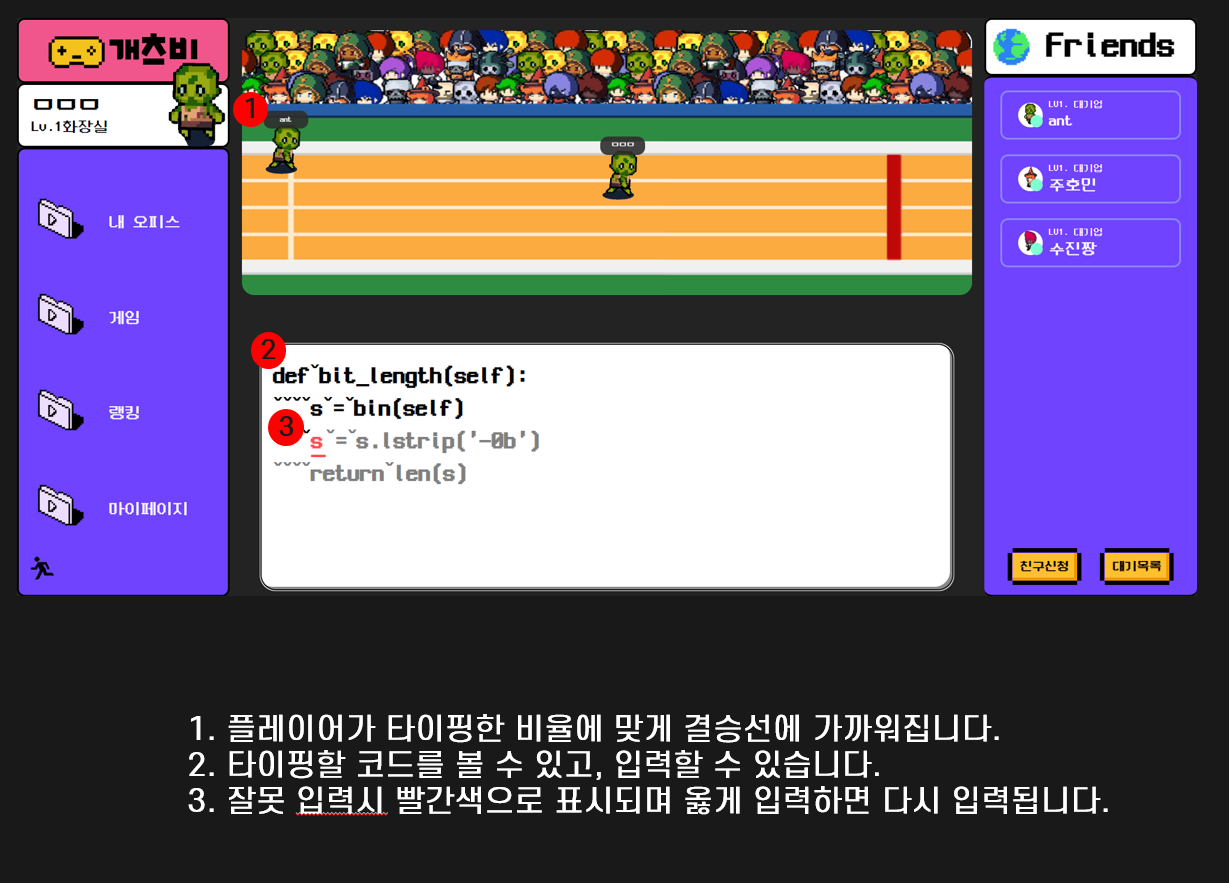 개츠비
ㅁㅁㅁ
Lv.1화장실
내 오피스
게임
랭킹
마이페이지
1
ant
ㅁㅁㅁ
2
defˇbit_length(self):
ˇˇˇˇsˇ=ˇbin(self)
3
ˇsˇ=ˇs.lstrip('-0b')
ˇˇˇˇreturnˇlen(s)
Friends
LV1. 대기업
ant
LV1. 대기업
주호민
LV1. 대기업
수진짱
친구신청
대기목록
1. 플레이어가 타이핑한 비율에 맞게 결승선에 가까워집니다.
2. 타이핑할 코드를 볼 수 있고, 입력할 수 있습니다.
3. 잘못 입력시 빨간색으로 표시되며 옳게 입력하면 다시 입력됩니다.